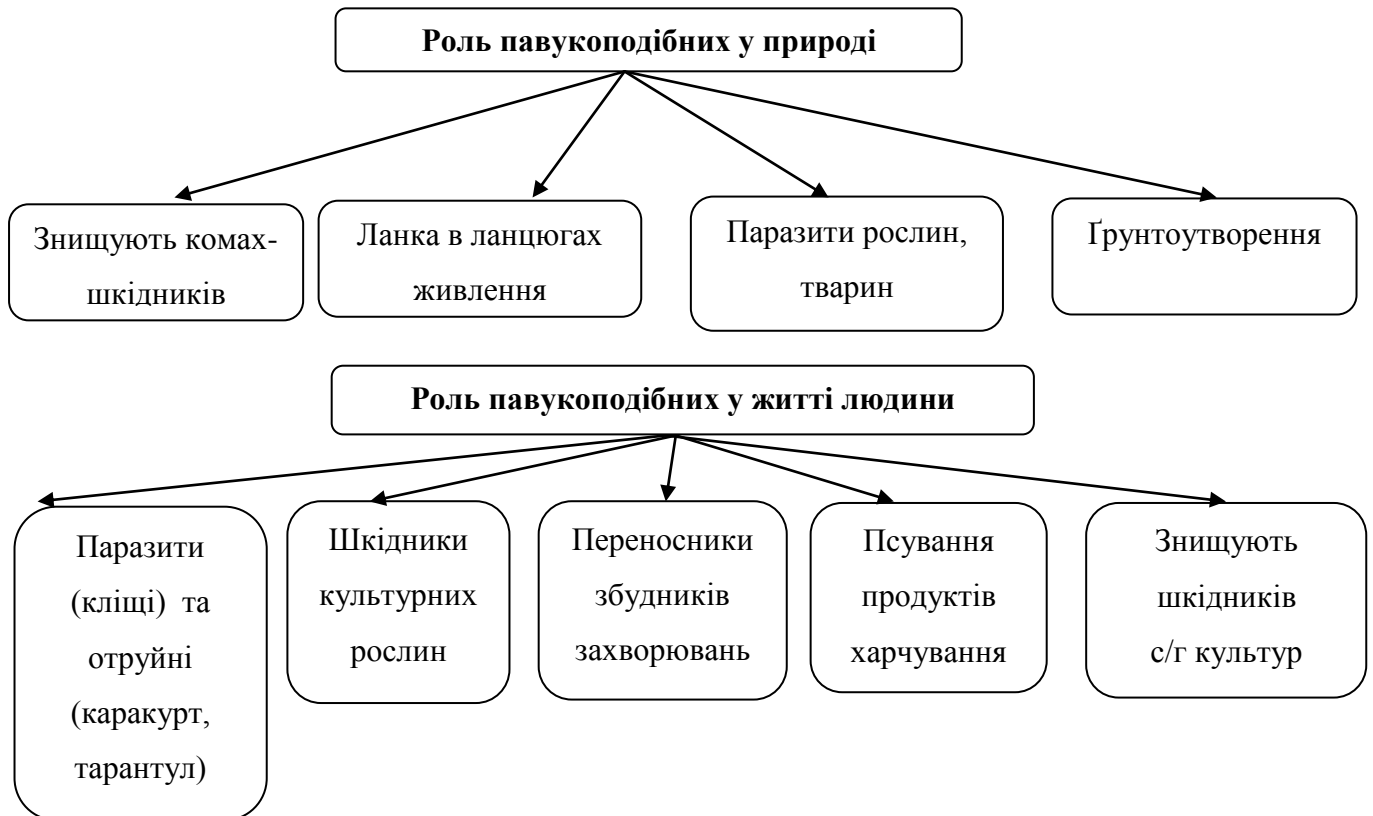 Роль павукоподібних у природі
Знищують комах-
шкідників
Ланка в ланцюгах
живлення
Паразити рослин,
тварин
Ґрунтоутворення
Роль павукоподібних у житті людини
Паразити
(кліщі) та
отруйні
(каракурт,
тарантул)
Шкідники
культурних
рослин
Переносники
збудників
захворювань
Псування
продуктів
харчування
Знищують
шкідників
с/г культур